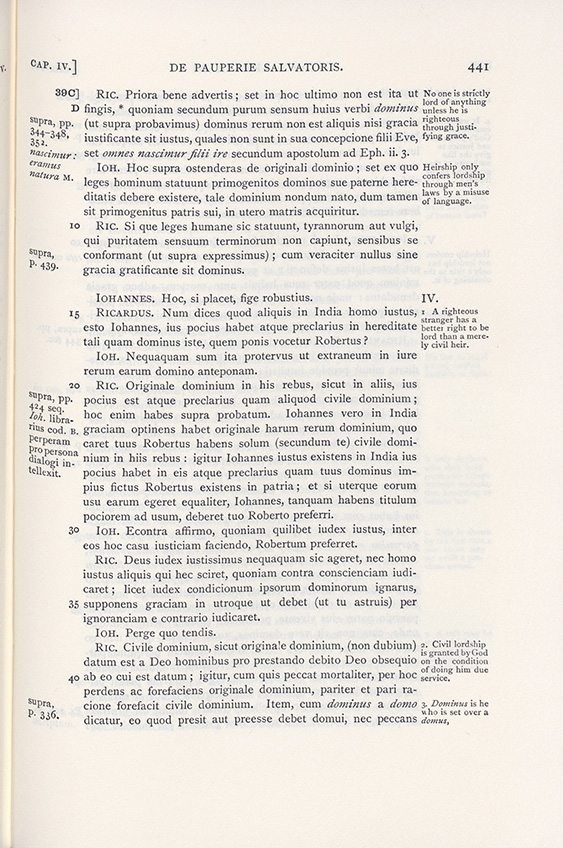 CAP. IV.] DE PAUPERIE SALVATORIS. 441
39C] RIC. Priora bene advertis; set in hoc ultimo non est ita ut
D fingis, * quoniam secundum purum sensum huius verbi dominus
(ut supra probavimus) dominus rerum non est aliquis nisi gracia
iustificante sit iustus, quales non sunt in sua concepcione filii Eve,
set omnes nascimur filii ire secundum apostolum ad Eph. ii. 3.
IOH. Hoc supra ostenderas de originali dominio; set ex quo
leges hominum statuunt primogenitos dominos sue paterne here-
ditatis debere existere, tale dominium nondum nato, dum tamen
sit primogenitus patris sui, in utero matris acquiritur.
10 RIC. Si que leges humane sic statuunt, tyrannorum aut vulgi,
qui puritatem sensuum terminorum non capiunt, sensibus se
conformant (ut supra expressimus); cum veraciter nullus sine
gracia gratificante sit dominus.
IOHANNES. Hoc, si placet, fige robustius.
15 RICARDUS. Num dices quod aliquis in India homo iustus,
esto Iohannes, ius pocius habet atque preclarius in hereditate
tali quam dominus iste, quem ponis vocetur Robertus?
IOH. Nequaquam sum ita protervus ut extraneum in iure
rerum earum domino anteponam.
20 RIC. Originale dominium in his rebus, sicut in aliis, ius
pocius est atque preclarius quam aliquod civile dominium;
hoc enim habes supra probatum. Iohannes vero in India
graciam optinens habet originale harum rerum dominium, quo
caret tuus Robertus habens solum (secundum te) civile domi-
nium in hiis rebus: igitur Iohannes iustus existens in India ius
pocius habet in eis atque preclarius quam tuus dominus im-
pius fictus Robertus existens in patria; et si uterque eorum
usu earum egeret equaliter, Iohannes, tanquam habens titulum
pociorem ad usum, deberet tuo Roberto preferri.
30 IOH. Econtra affirmo, quoniam quilibet iudex iustus, inter
eos hoc casu iusticiam faciendo, Robertum preferret.
RIC. Deus iudex iustissimus nequaquam sic ageret, nec homo
iustus aliquis qui hec sciret, quoniam contra conscienciam iudi-
caret; licet iudex condicionum ipsorum dominorum ignarus,
35 supponens graciam in utroque ut debet (ut tu astruis) per
ignoranciam e contrario iudicaret.
IOH. Perge quo tendis.
RIC. Civile dominium, sicut originale dominium, (non dubium)
datum est a Deo hominibus pro prestando debito Deo obsequio
40 ab eo cui est datum; igitur, cum quis peccat mortaliter, per hoc
perdens ac forefaciens originale dominium, pariter et pari ra-
cione forefacit civile dominium. Item, cum dominus a domo
dicatur, eo quod presit aut preesse debet domui, nec peccans
supra, pp.
344-348,
352.
nascimur:
eramus
natura M.
supra,
p. 439.
supra, pp.
424 seq.
Ioh. libra-
rius cod. B.
perperam
pro persona
dialogi in-
tellexit.
supra,
p. 336.
No one is strictly
lord of anything
unless he is
righteous
through justi-
fying grace.
Heirship only
confers lordship
through men's
laws by a misuse
of language.
IV.
1 A righteous
stranger has a
better right to be
lord than a mere-
ly civil heir.
2. Civil lordship
is granted by God
on the condition
of doing him due
service.
3. Dominus is he
who is set over a
domus,